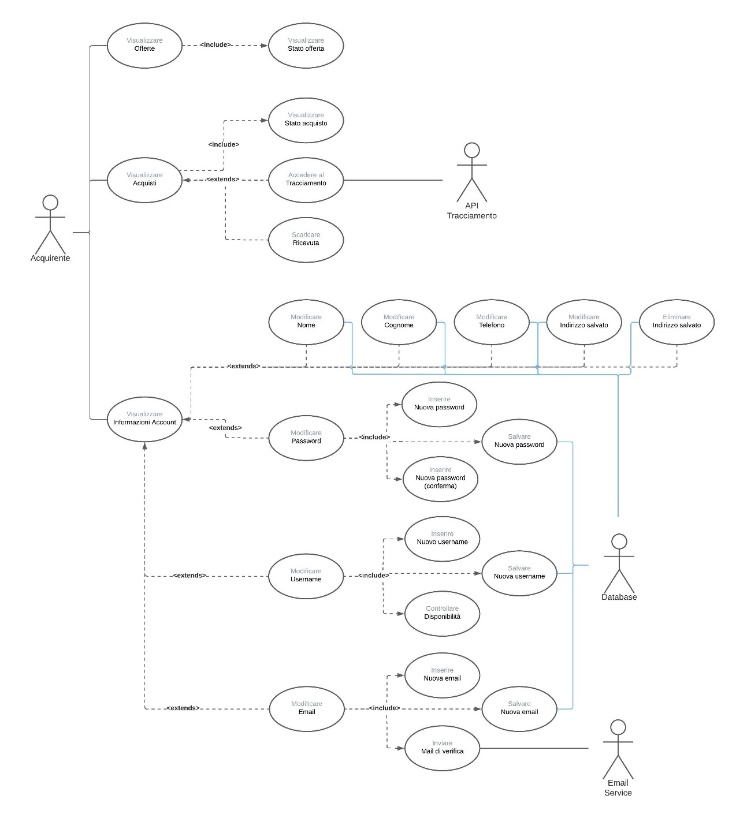 Visualizzare
Offerte
<include>
Visualizzare
Stato offerta
Visualizzare
Stato acquisto
<include>
Visualizzare
Acquisti
<extends>
Accedere al
Tracciamento
API
Tracciamento
Scaricare
Ricevuta
Acquirente
Modificare
Nome
Modificare
Cognome
Modificare
Telefono
Modificare
Indirizzo salvato
Eliminare
Indirizzo salvato
<extends>
Visualizzare
Informazioni Account
<extends>
Modificare
Password
<include>
Inserire
Nuova password
Salvare
Nuova password
Inserire
Nuova password
(conferma)
Inserire
Nuovo username
<extends>
Modificare
Username
<include>
Salvare
Nuova username
Controllare
Disponibilità
Database
Inserire
Nuova email
<extends>
Modificare
Email
<include>
Salvare
Nuova email
Inviare
Mail di verifica
Email
Service